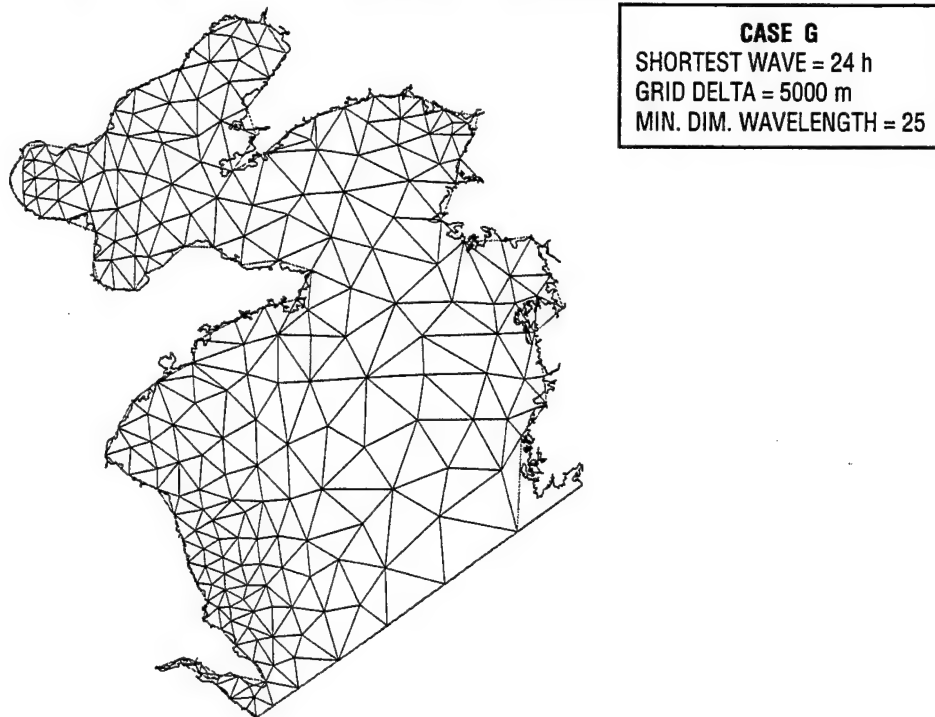 CASE G
SHORTEST WAVE = 24 h
GRID DELTA = 5000 m
MIN. DIM. WAVELENGTH = 25